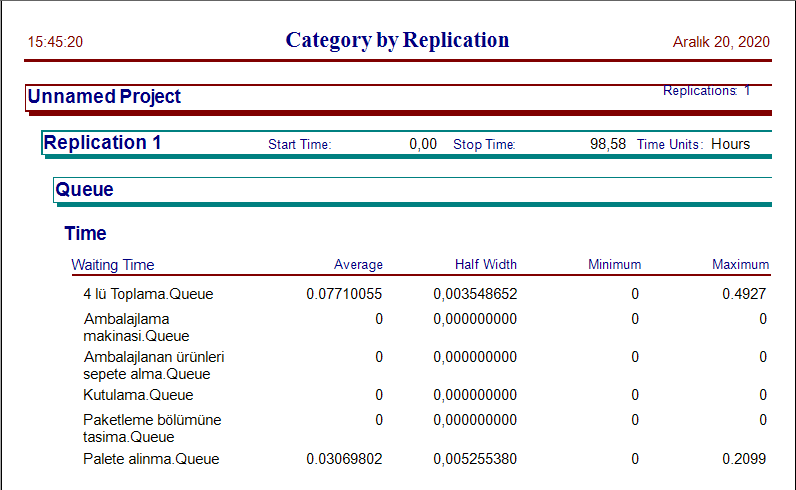 15:45:20 Category by Replication Aralık 20, 2020
Unnamed Project Replications: 1
Replication 1 Start Time: 0,00 Stop Time: 98,58 Time Units: Hours
Queue
Time
Waiting Time Average Half Width Minimum Maximum
4 lü Toplama.Queue 0.07710055 0,003548652 0 0.4927
Ambalajlama 0 0,000000000 0 0
makinasi.Queue
Ambalajlanan ürünleri 0 0,000000000 0 0
sepete alma.Queue
Kutulama.Queue 0 0,000000000 0 0
Paketleme bölümüne 0 0,000000000 0 0
tasima.Queue
Palete alinma.Queue 0.03069802 0,005255380 0 0.2099